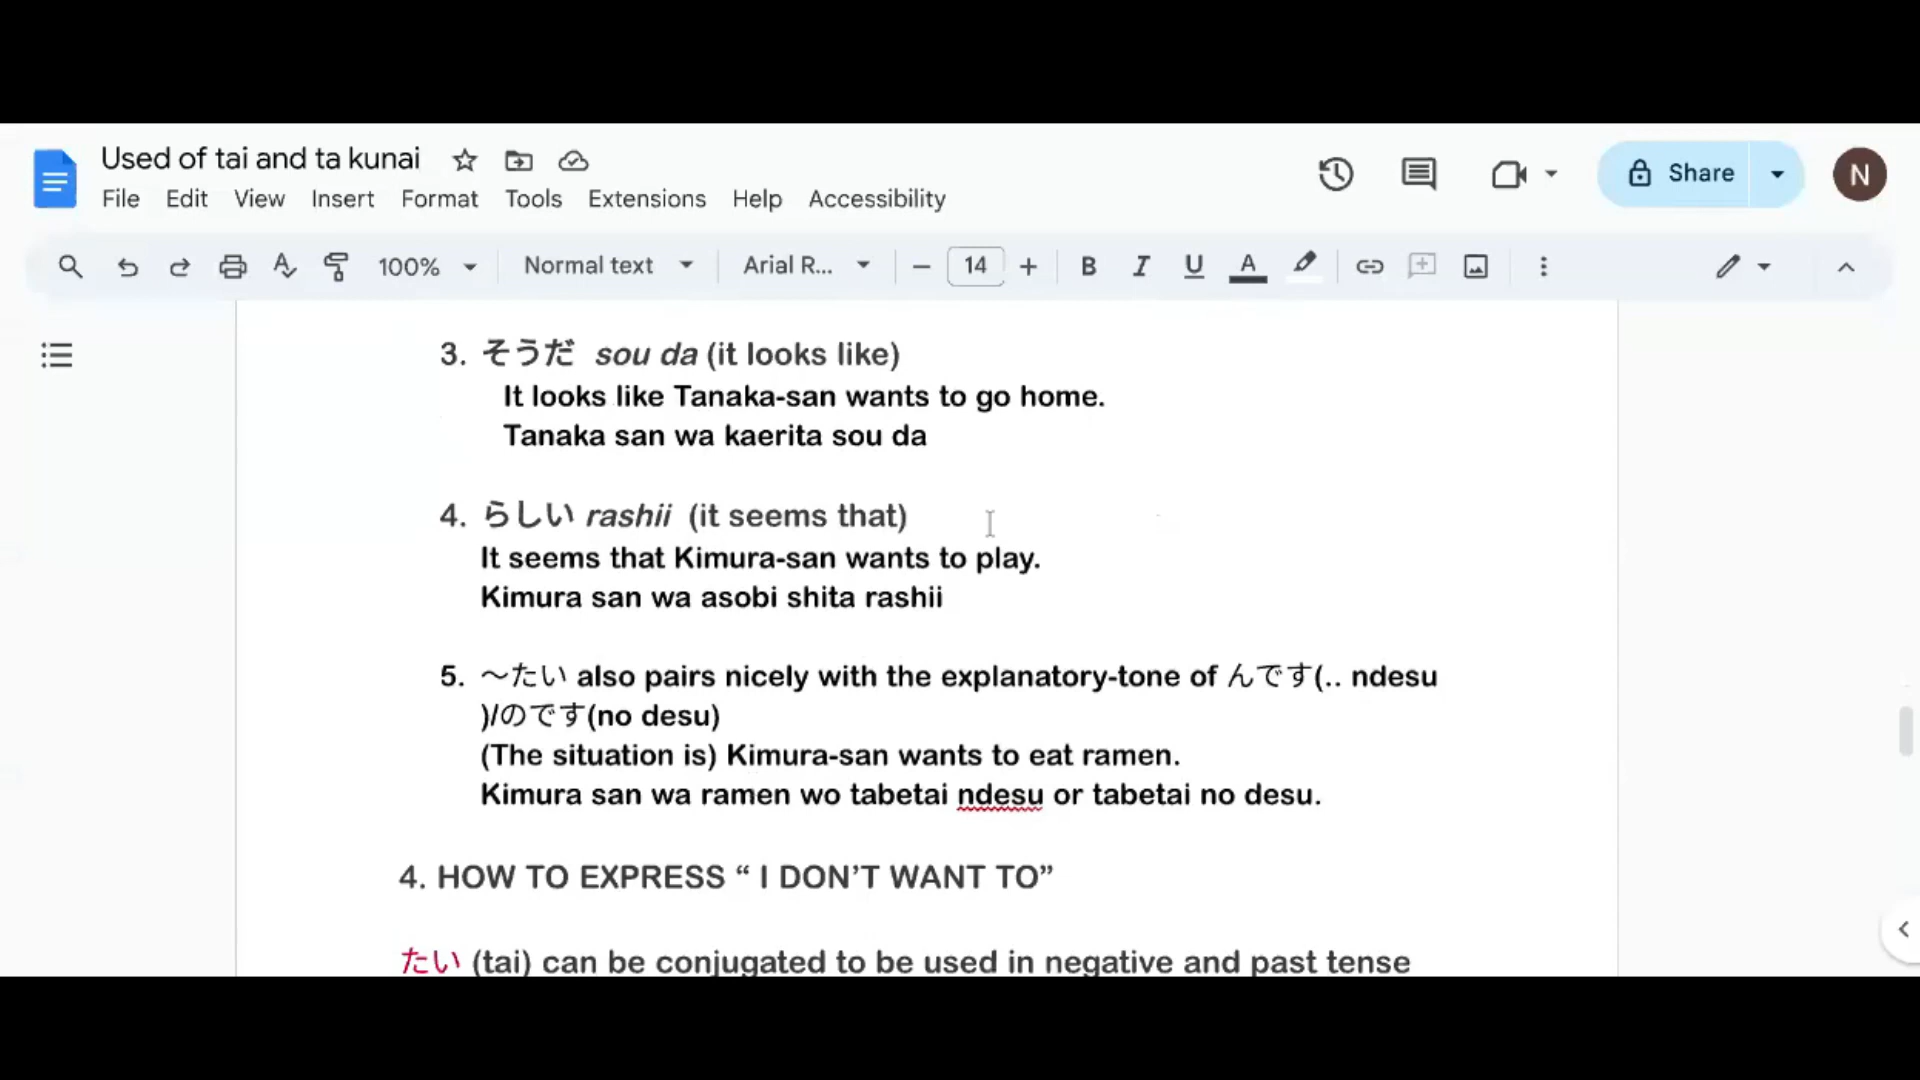 Used of tai and ta kunai
File Edit View Insert Format Tools Extensions Help Accessibility
Share
N
100% Normal text Arial R... 14 B I U A
3. そうだ sou da (it looks like)
It looks like Tanaka-san wants to go home.
Tanaka san wa kaerita sou da
4. らしい rashii (it seems that)
It seems that Kimura-san wants to play.
Kimura san wa asobi shita rashii
5. ～たい also pairs nicely with the explanatory-tone of んです(.. ndesu
)/のです(no desu)
(The situation is) Kimura-san wants to eat ramen.
Kimura san wa ramen wo tabetai ndesu or tabetai no desu.
4. HOW TO EXPRESS “ I DON’T WANT TO”
たい (tai) can be conjugated to be used in negative and past tense